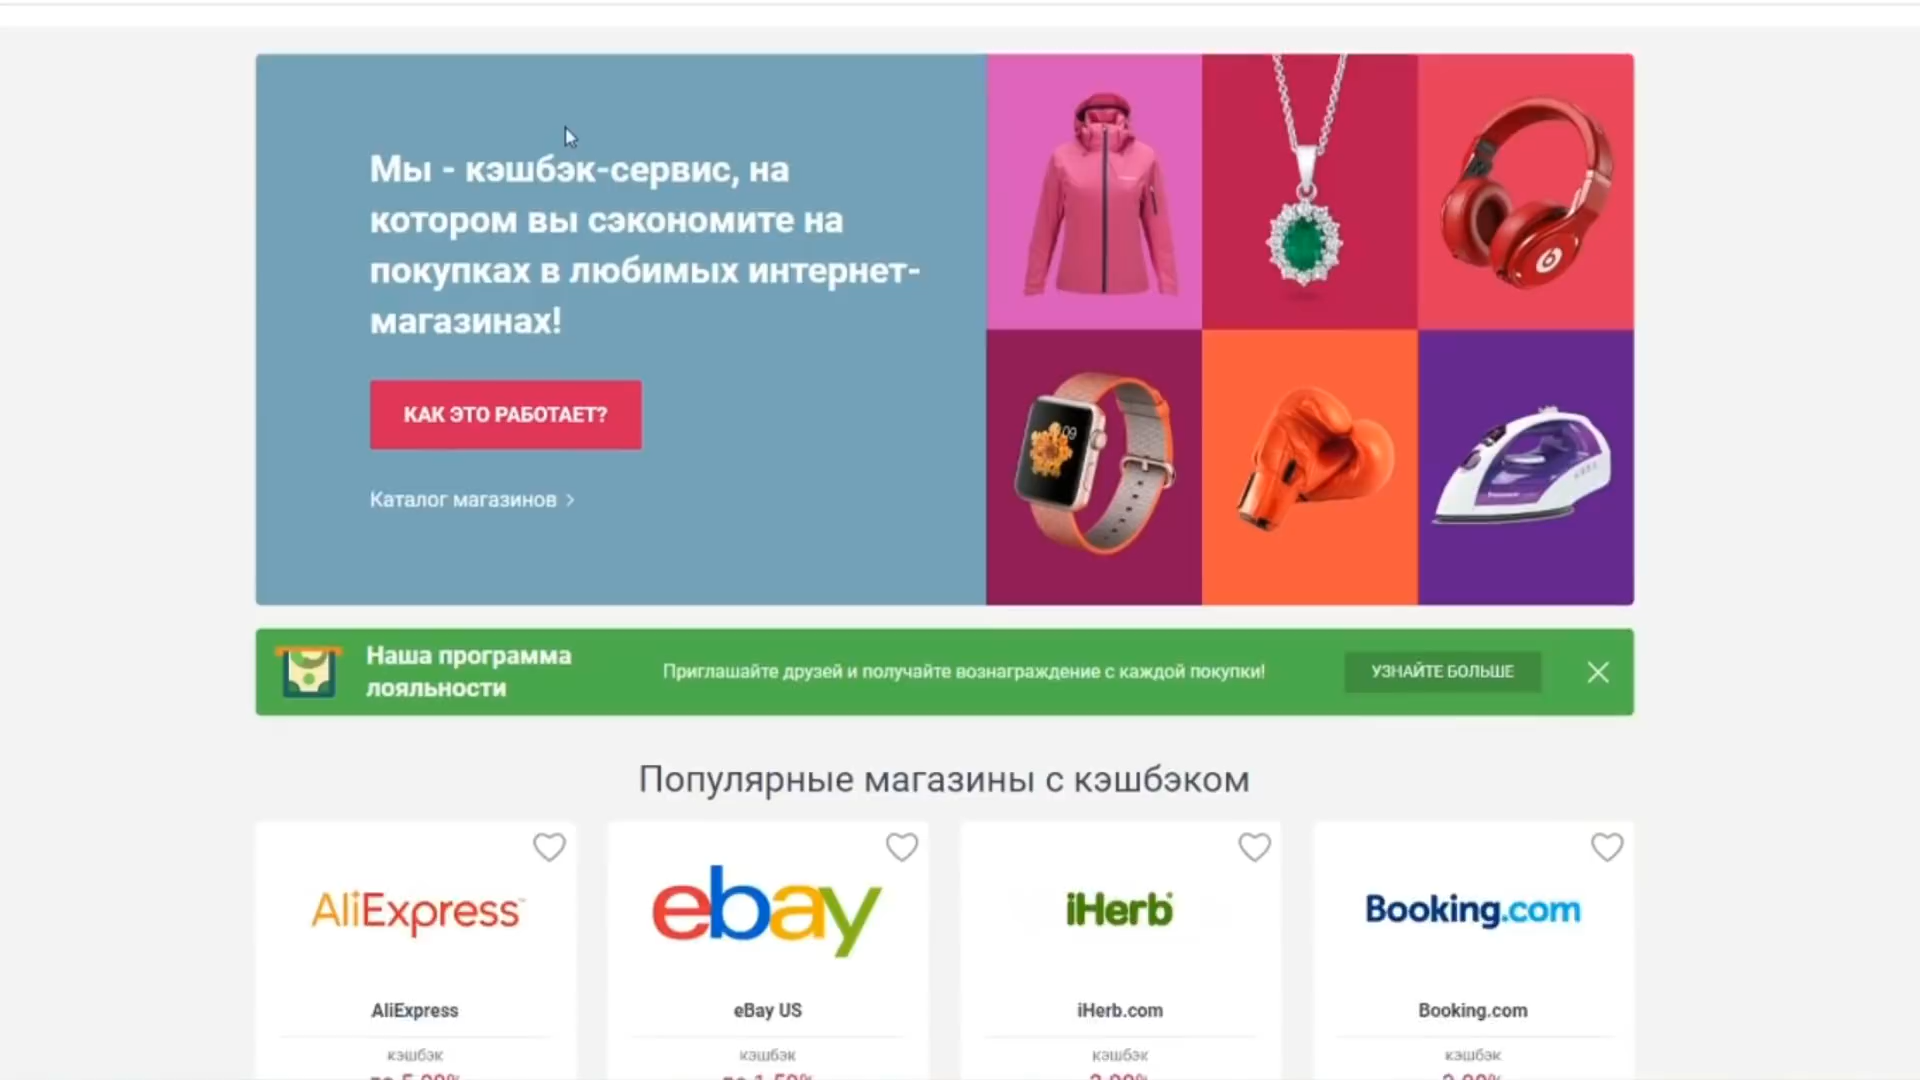 Мы - кэшбэк-сервис, на
котором вы сэкономите на
покупках в любимых интернет-
магазинах!
КАК ЭТО РАБОТАЕТ?
Каталог магазинов >
Наша программа
лояльности
Приглашайте друзей и получайте вознаграждение с каждой покупки!
УЗНАЙТЕ БОЛЬШЕ
Популярные магазины с кэшбэком
AliExpress
ebay
iHerb
Booking.com
AliExpress
eBay US
iHerb.com
Booking.com
кэшбэк
кэшбэк
кэшбэк
кэшбэк